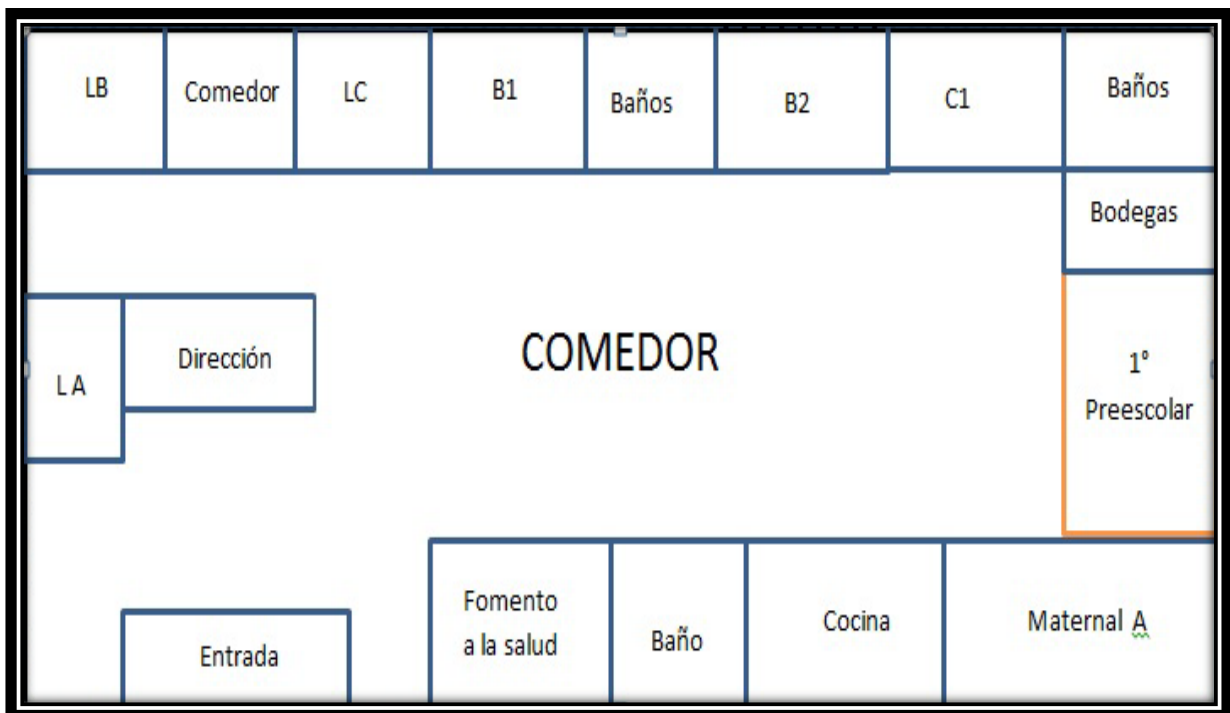 LB
Comedor
LC
B1
Baños
B2
C1
Baños
Bodegas
L A
Dirección
COMEDOR
1°
Preescolar
Entrada
Fomento
a la salud
Baño
Cocina
Maternal A